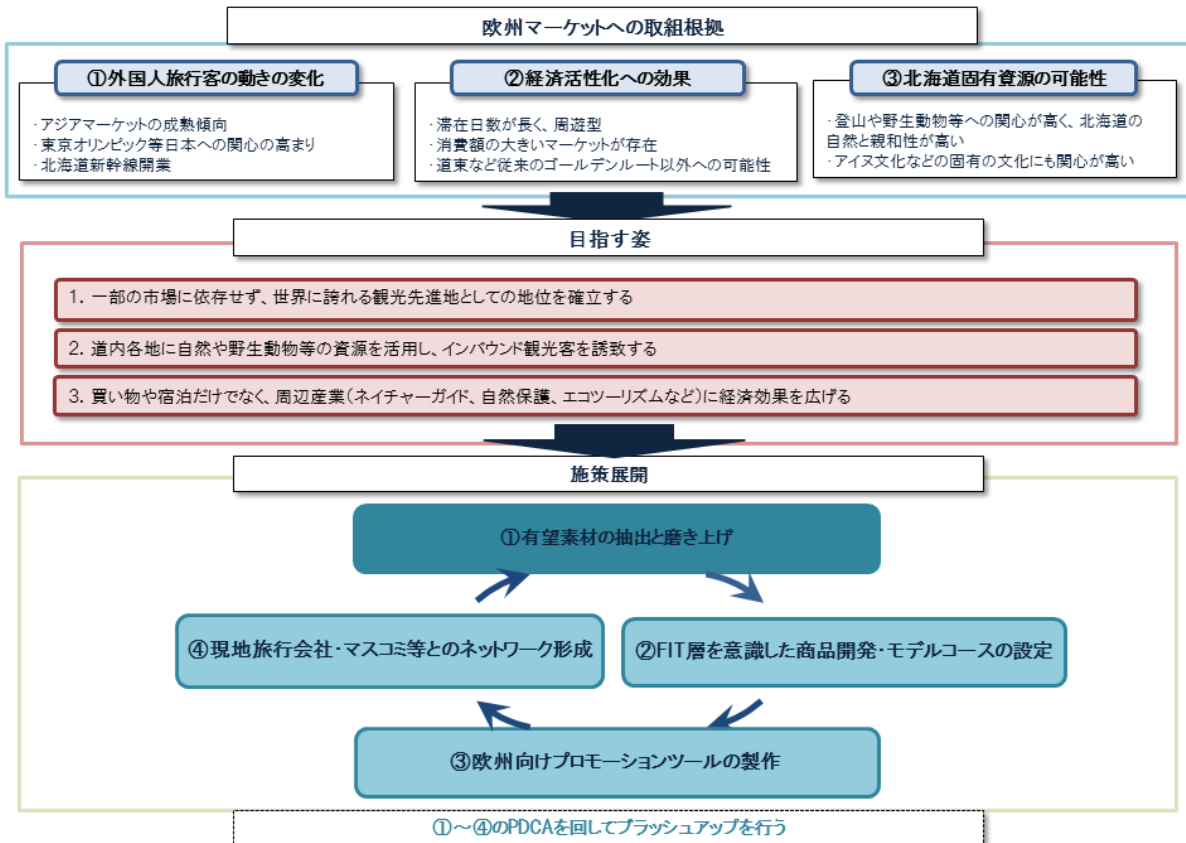 欧州マーケットへの取組根拠
①外国人旅行客の動きの変化
・アジアマーケットの成熟傾向
・東京オリンピック等日本への関心の高まり
・北海道新幹線開業
②経済活性化への効果
・滞在日数が長く、周遊型
・消費額の大きいマーケットが存在
・道東など従来のゴールデンルート以外への可能性
③北海道固有資源の可能性
・登山や野生動物等への関心が高く、北海道の
自然と親和性が高い
・アイヌ文化などの固有の文化にも関心が高い
目指す姿
1. 一部の市場に依存せず、世界に誇れる観光先進地としての地位を確立する
2. 道内各地に自然や野生動物等の資源を活用し、インバウンド観光客を誘致する
3. 買い物や宿泊だけでなく、周辺産業(ネイチャーガイド、自然保護、エコツーリズムなど)に経済効果を広げる
施策展開
①有望素材の抽出と磨き上げ
②FIT層を意識した商品開発・モデルコースの設定
③欧州向けプロモーションツールの製作
④現地旅行会社・マスコミ等とのネットワーク形成
①～④のPDCAを回してブラッシュアップを行う